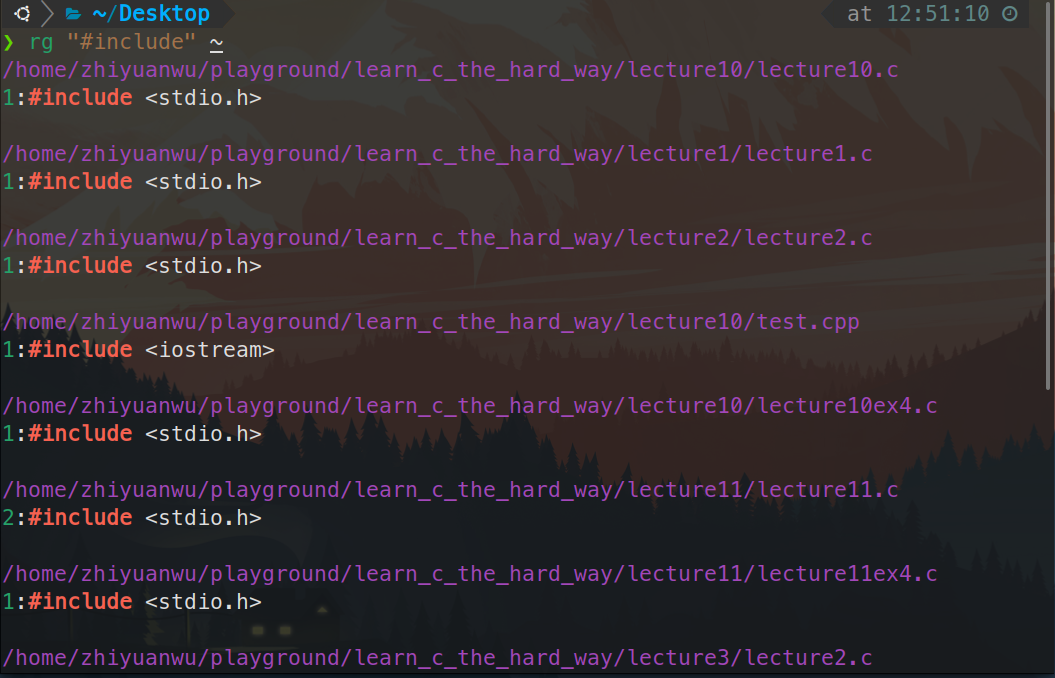 ~/Desktop at 12:51:10
❯ rg "#include" ~
/home/zhiyuanwu/playground/learn_c_the_hard_way/lecture10/lecture10.c
1:#include <stdio.h>
/home/zhiyuanwu/playground/learn_c_the_hard_way/lecture1/lecture1.c
1:#include <stdio.h>
/home/zhiyuanwu/playground/learn_c_the_hard_way/lecture2/lecture2.c
1:#include <stdio.h>
/home/zhiyuanwu/playground/learn_c_the_hard_way/lecture10/test.cpp
1:#include <iostream>
/home/zhiyuanwu/playground/learn_c_the_hard_way/lecture10/lecture10ex4.c
1:#include <stdio.h>
/home/zhiyuanwu/playground/learn_c_the_hard_way/lecture11/lecture11.c
2:#include <stdio.h>
/home/zhiyuanwu/playground/learn_c_the_hard_way/lecture11/lecture11ex4.c
1:#include <stdio.h>
/home/zhiyuanwu/playground/learn_c_the_hard_way/lecture3/lecture2.c